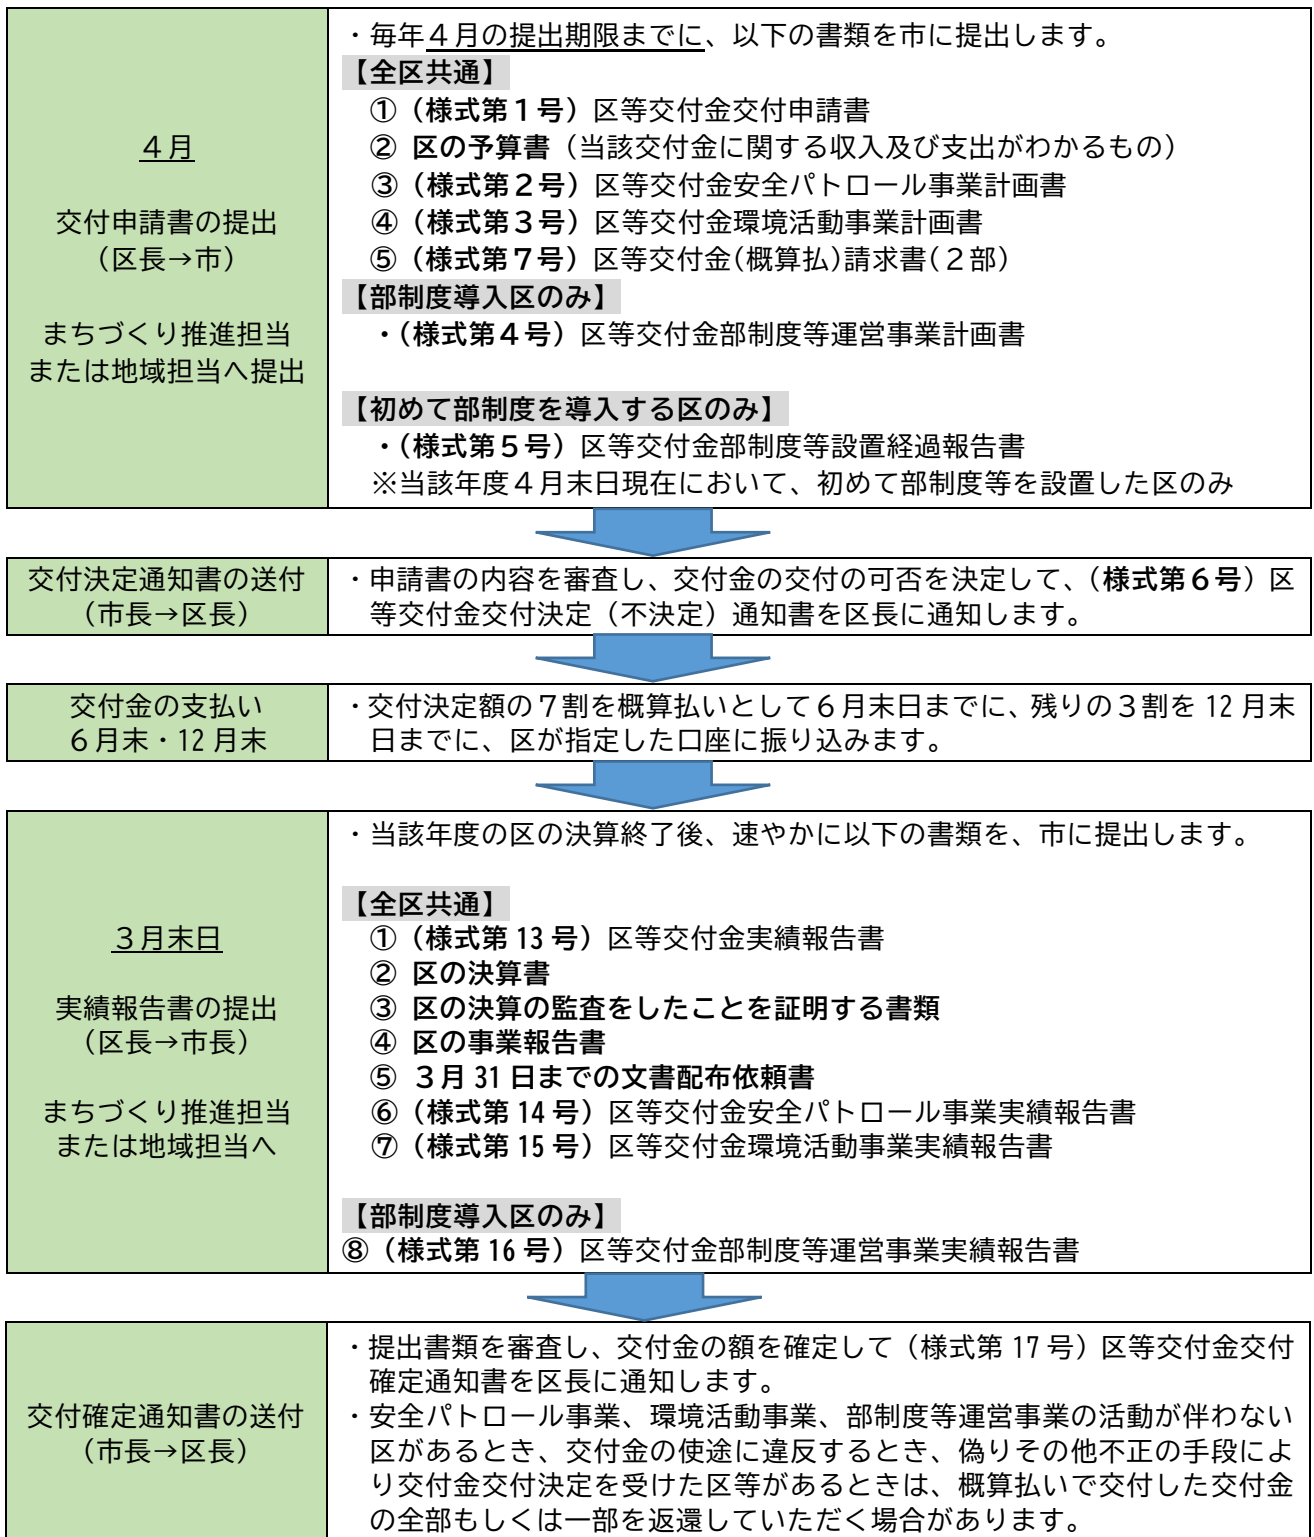 ４月
交付申請書の提出
（区長→市）
まちづくり推進担当
または地域担当へ提出
・毎年４月の提出期限までに、以下の書類を市に提出します。
【全区共通】
①（様式第１号）区等交付金交付申請書
② 区の予算書（当該交付金に関する収入及び支出がわかるもの）
③（様式第２号）区等交付金安全パトロール事業計画書
④（様式第３号）区等交付金環境活動事業計画書
⑤（様式第７号）区等交付金(概算払)請求書(２部)
【部制度導入区のみ】
・（様式第４号）区等交付金部制度等運営事業計画書
【初めて部制度を導入する区のみ】
・（様式第５号）区等交付金部制度等設置経過報告書
※当該年度４月末日現在において、初めて部制度等を設置した区のみ
交付決定通知書の送付
（市長→区長）
・申請書の内容を審査し、交付金の交付の可否を決定して、（様式第６号）区
等交付金交付決定（不決定）通知書を区長に通知します。
交付金の支払い
６月末・12月末
・交付決定額の７割を概算払いとして６月末日までに、残りの３割を 12 月末
日までに、区が指定した口座に振り込みます。
３月末日
実績報告書の提出
（区長→市長）
まちづくり推進担当
または地域担当へ
・当該年度の区の決算終了後、速やかに以下の書類を、市に提出します。
【全区共通】
①（様式第 13 号）区等交付金実績報告書
② 区の決算書
③ 区の決算の監査をしたことを証明する書類
④ 区の事業報告書
⑤ ３月 31 日までの文書配布依頼書
⑥（様式第 14 号）区等交付金安全パトロール事業実績報告書
⑦（様式第 15 号）区等交付金環境活動事業実績報告書
【部制度導入区のみ】
⑧（様式第 16 号）区等交付金部制度等運営事業実績報告書
交付確定通知書の送付
（市長→区長）
・提出書類を審査し、交付金の額を確定して（様式第 17 号）区等交付金交付
確定通知書を区長に通知します。
・安全パトロール事業、環境活動事業、部制度等運営事業の活動が伴わない
区があるとき、交付金の使途に違反するとき、偽りその他不正の手段によ
り交付金交付決定を受けた区等があるときは、概算払いで交付した交付金
の全部もしくは一部を返還していただく場合があります。